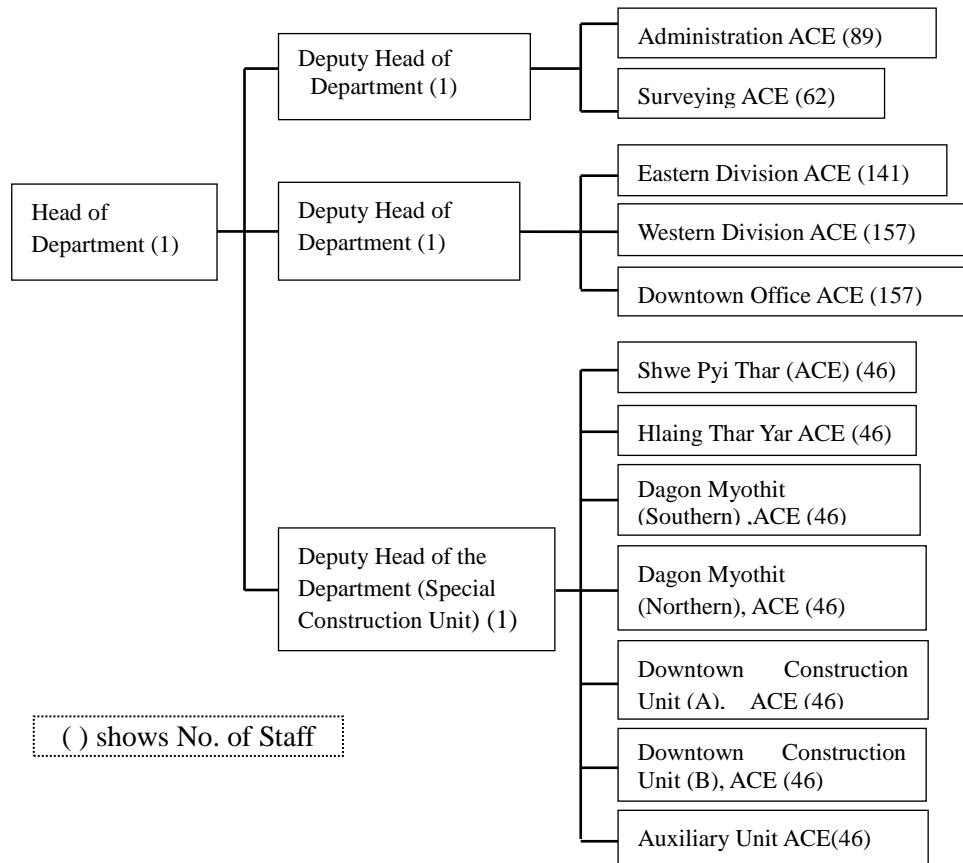 Head of
Department (1)
Deputy Head of
Department (1)
Administration ACE (89)
Surveying ACE (62)
Deputy Head of
Department (1)
Eastern Division ACE (141)
Western Division ACE (157)
Downtown Office ACE (157)
Deputy Head of the
Department (Special
Construction Unit) (1)
Shwe Pyi Thar (ACE) (46)
Hlaing Thar Yar ACE (46)
Dagon Myothit
(Southern) ,ACE (46)
Dagon Myothit
(Northern), ACE (46)
Downtown Construction
Unit (A), ACE (46)
Downtown Construction
Unit (B), ACE (46)
Auxiliary Unit ACE(46)
( ) shows No. of Staff